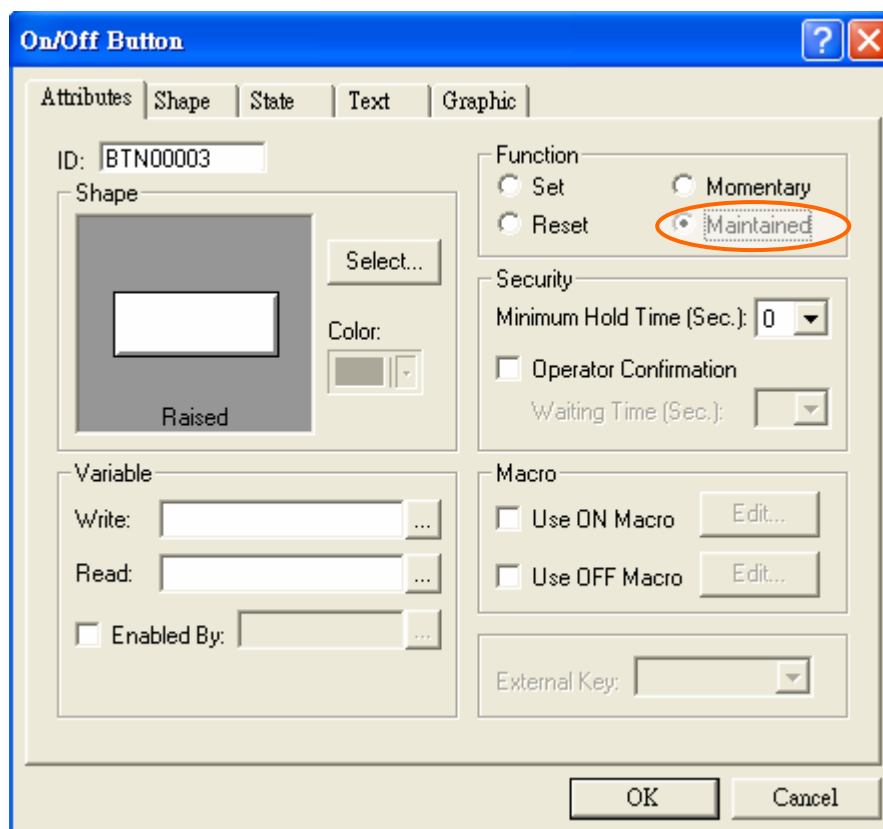 On/Off Button
Attributes Shape State Text Graphic
ID: BTN00003
Shape
Select...
Color:
Raised
Function
Set Momentary
Reset Maintained
Security
Minimum Hold Time (Sec.): 0
Operator Confirmation
Waiting Time (Sec.):
Variable
Write: ...
Read: ...
Enabled By: ...
Macro
Use ON Macro Edit...
Use OFF Macro Edit...
External Key:
OK Cancel